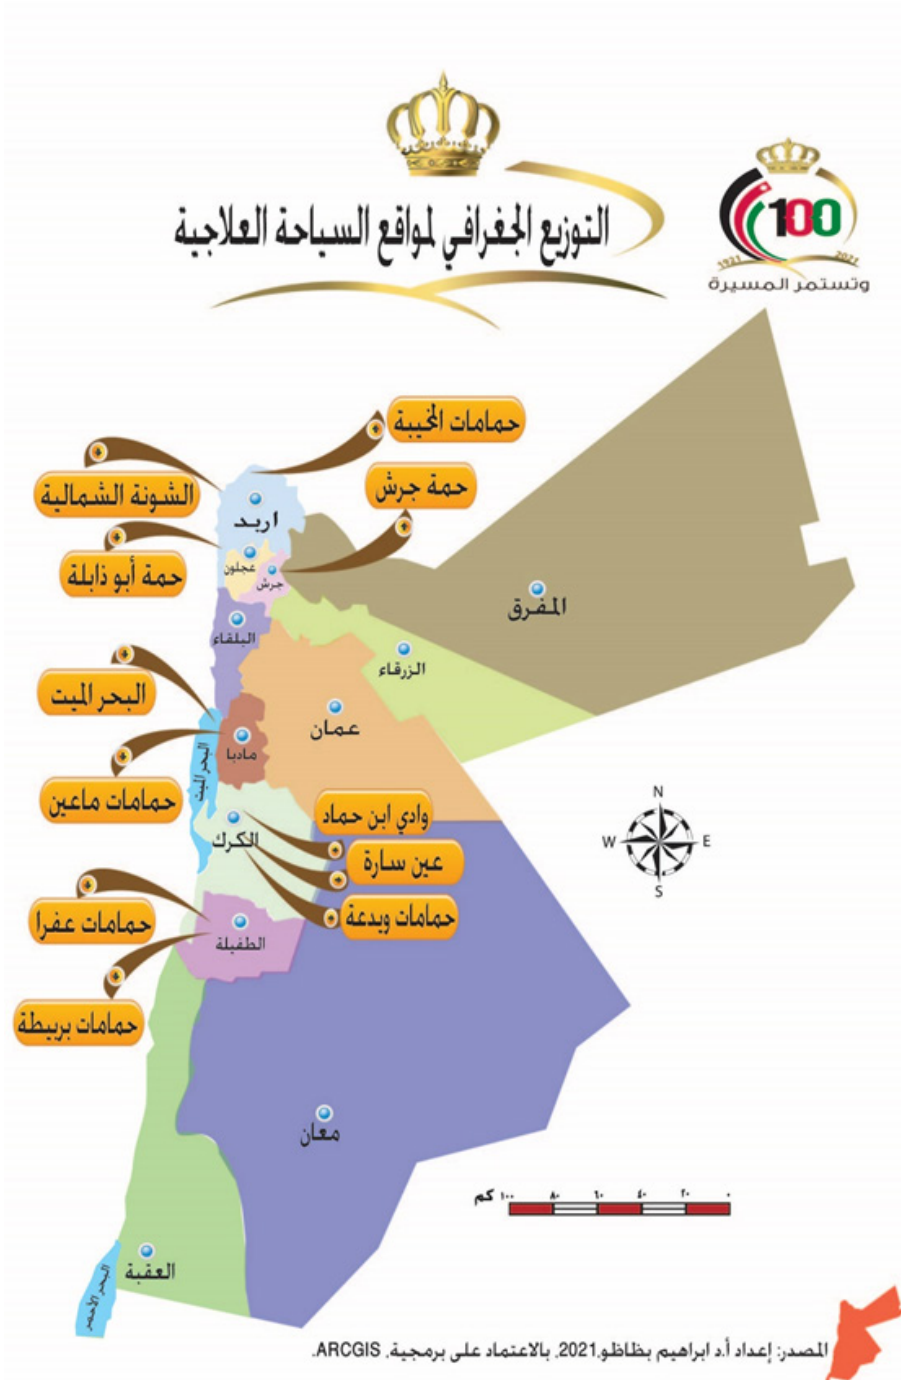 التوزيع الجغرافي لمواقع السياحة العلاجية
100
1921 2021
وتستمر المسيرة
حمامات الخيبة
حمة جرش
الشونة الشمالية
حمة أبو ذابلة
اربد
عجلون
جرش
المفرق
البلقاء
الزرقاء
البحر الميت
عمان
مادبا
البحر الميت
حمامات ماعين
وادي ابن حماد
الكرك
عين سارة
حمامات ويدعة
حمامات عفرا
الطفيلة
حمامات بربيطة
N
W E
S
معان
كم ١٠٠ ٨٠ ٦٠ ٤٠ ٢٠ ٠
العقبة
البحر الأحمر
المصدر: إعداد أ.د ابراهيم بظاظو,2021, بالاعتماد على برمجية, ARCGIS.